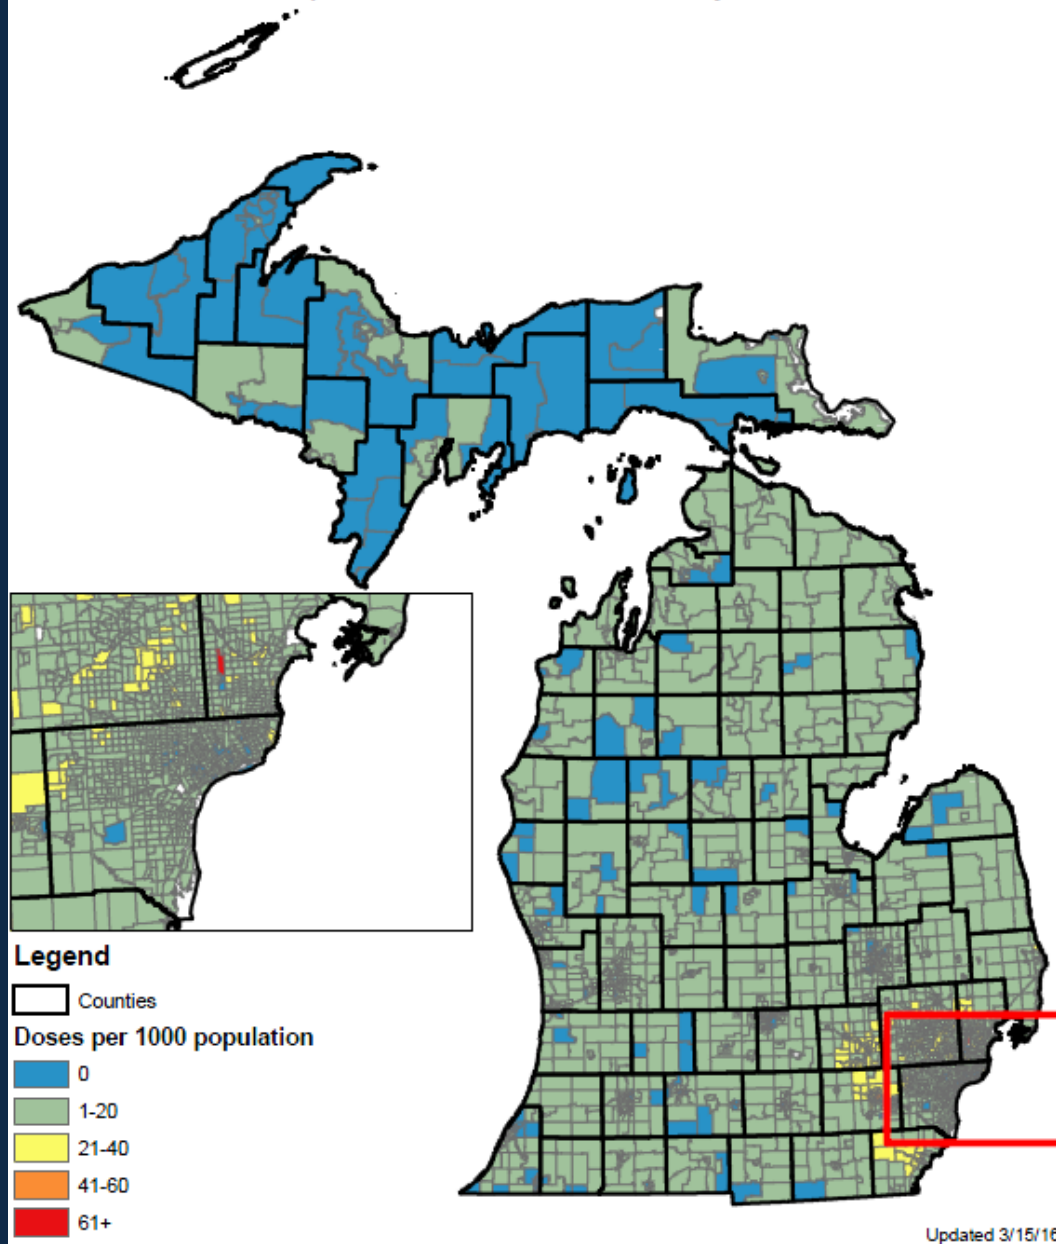 Legend
Counties
Doses per 1000 population
0
1-20
21-40
41-60
61+
Updated 3/15/16